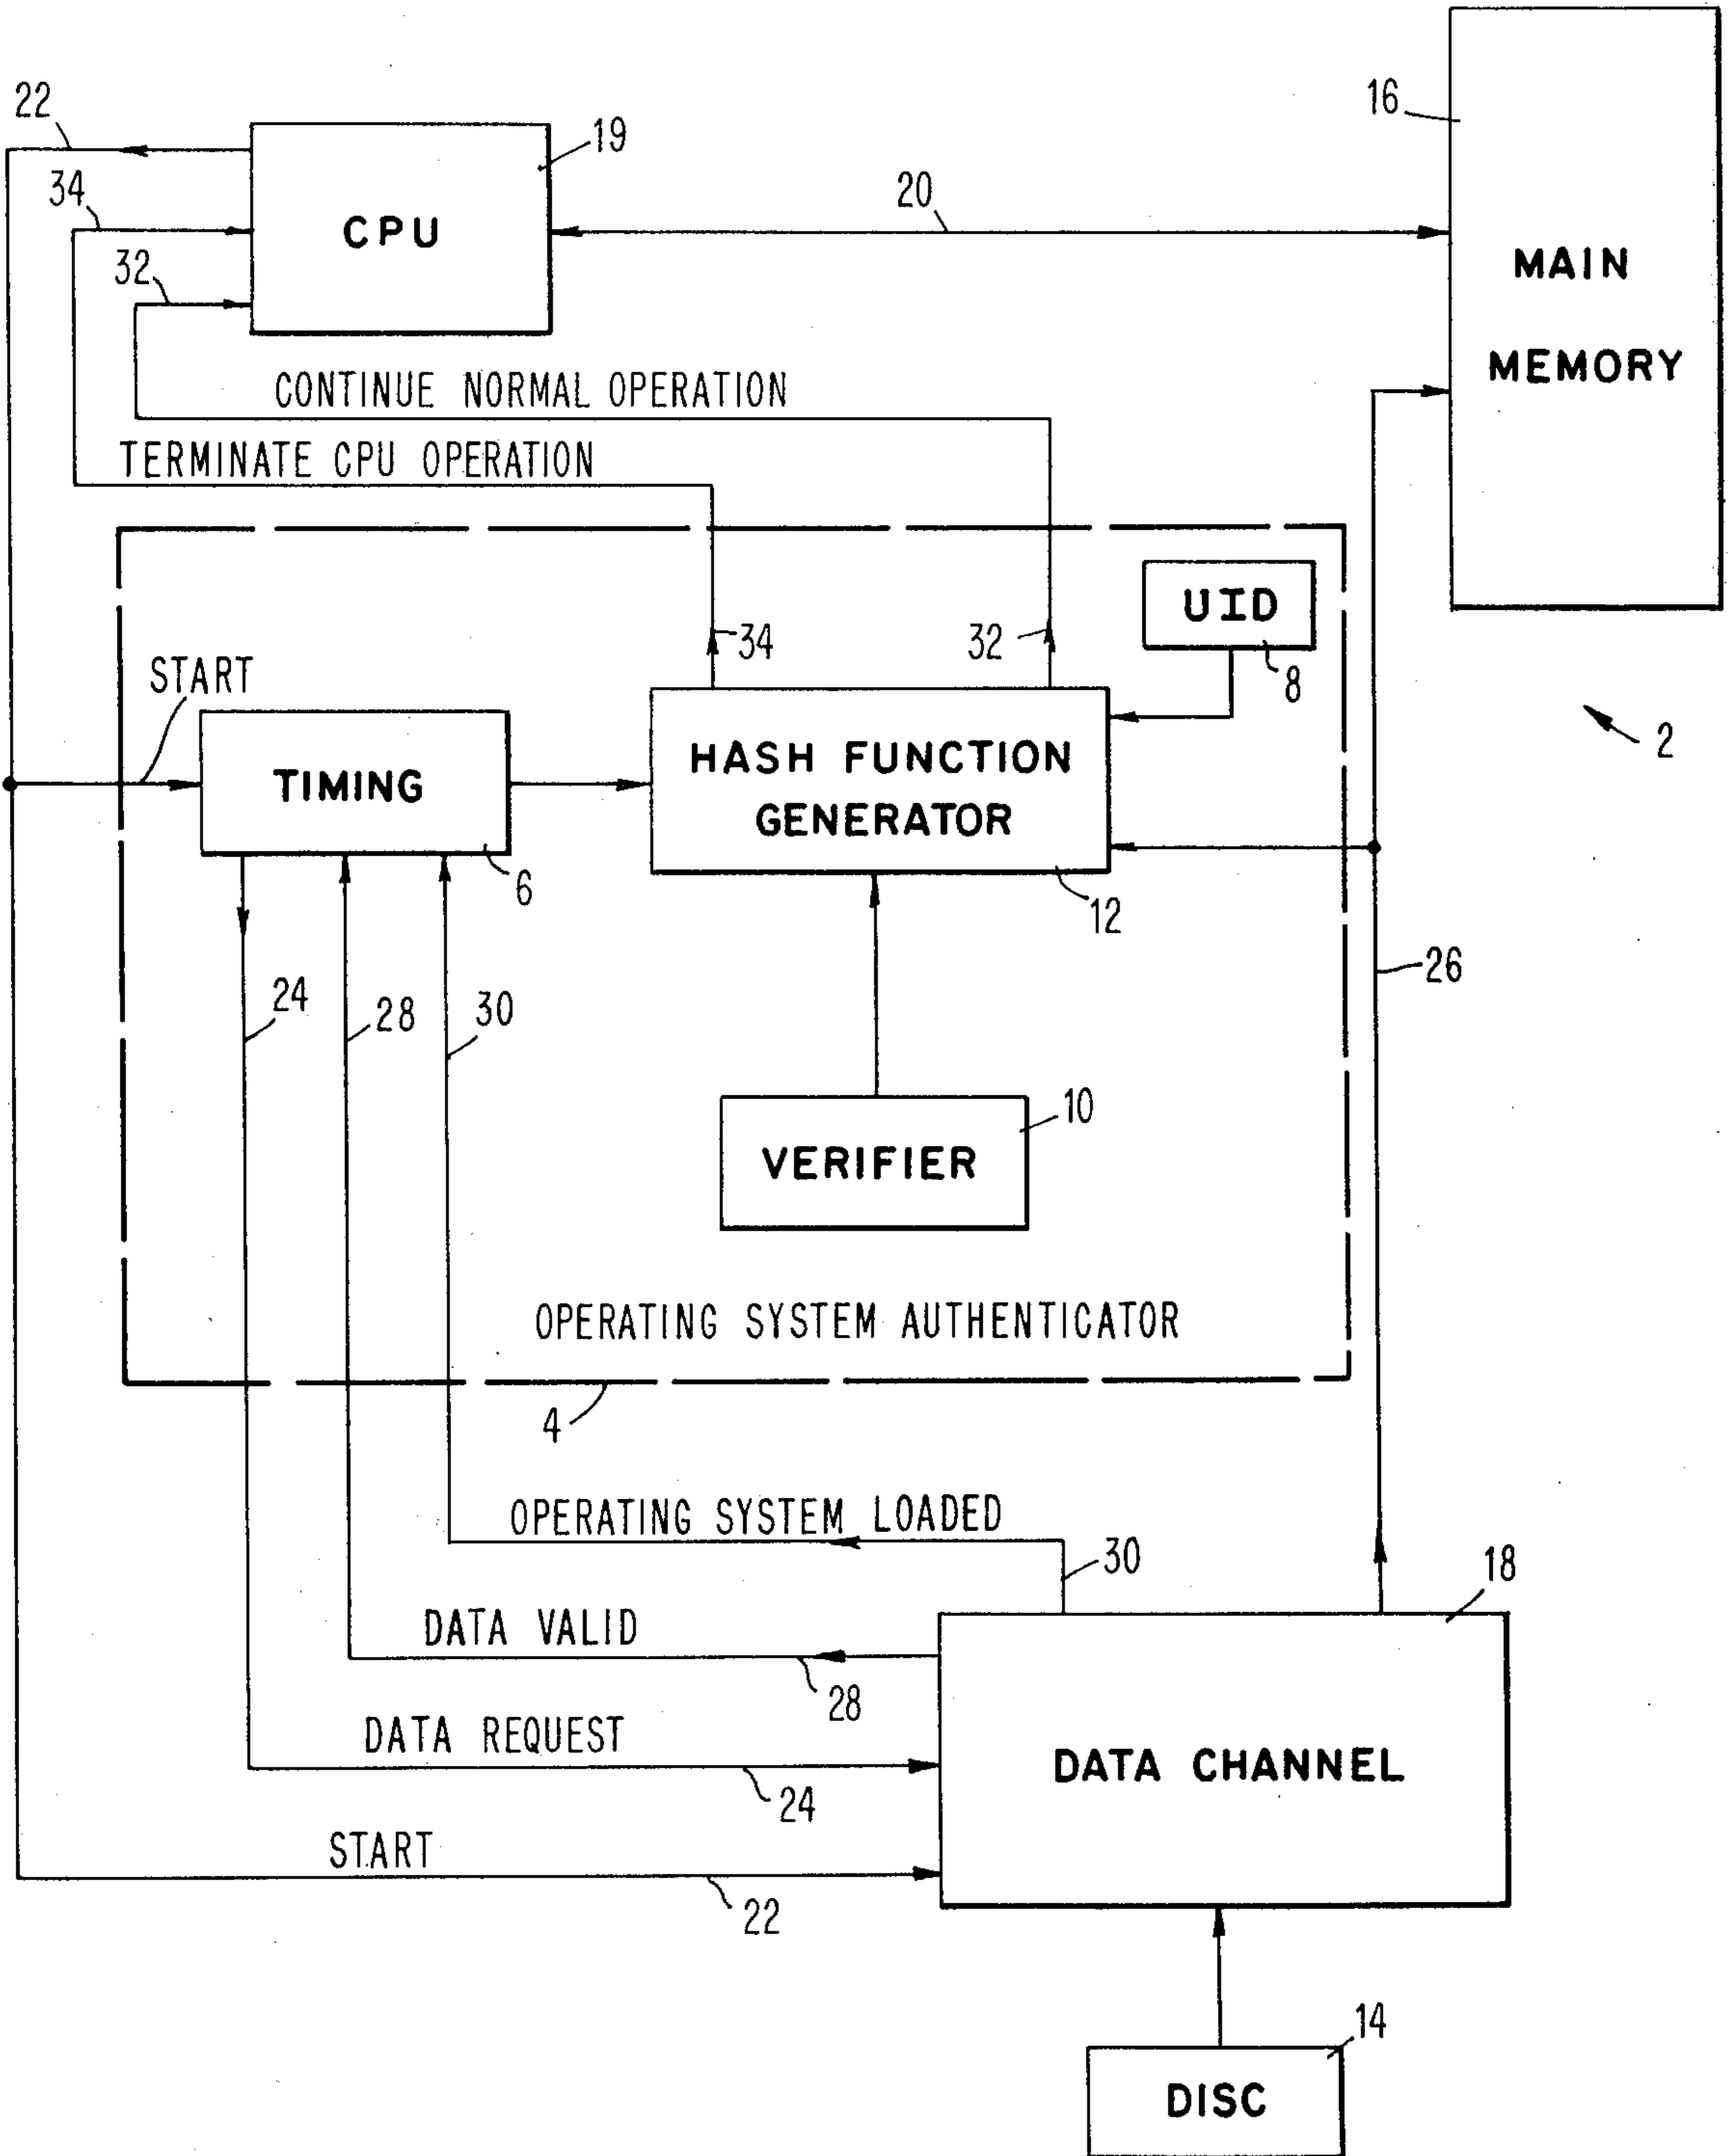 22
19
CPU
34
32
20
16
MAIN
MEMORY
CONTINUE NORMAL OPERATION
TERMINATE CPU OPERATION
UID
8
34
32
2
START
TIMING
6
HASH FUNCTION
GENERATOR
12
26
24
28
30
10
VERIFIER
OPERATING SYSTEM AUTHENTICATOR
4
OPERATING SYSTEM LOADED
30
18
DATA VALID
28
DATA REQUEST
24
DATA CHANNEL
START
22
14
DISC